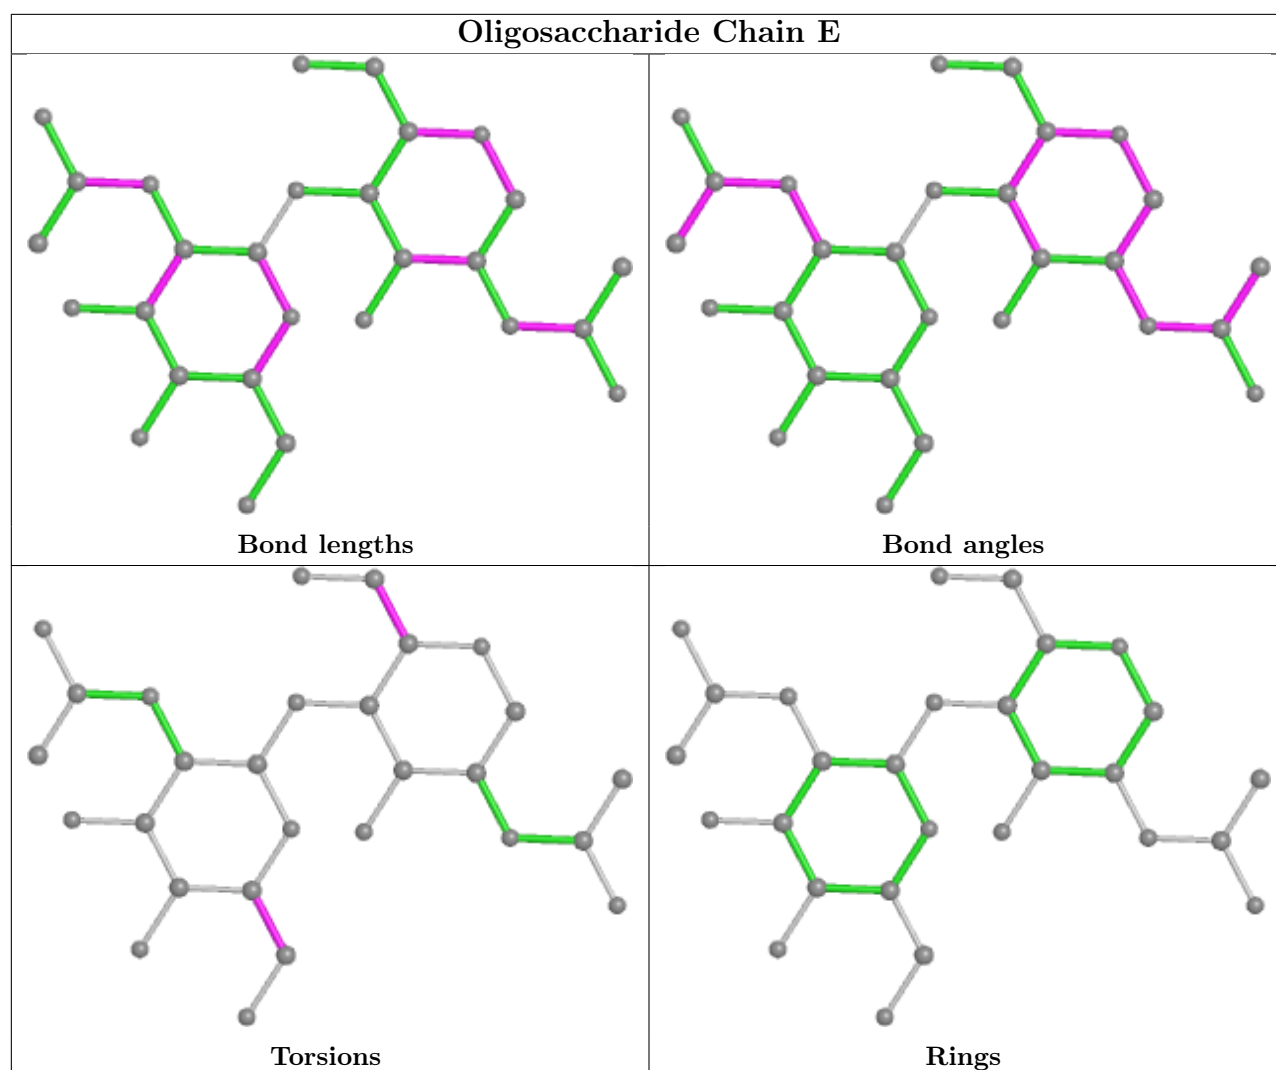 Oligosaccharide Chain E
Bond lengths
Bond angles
Torsions
Rings